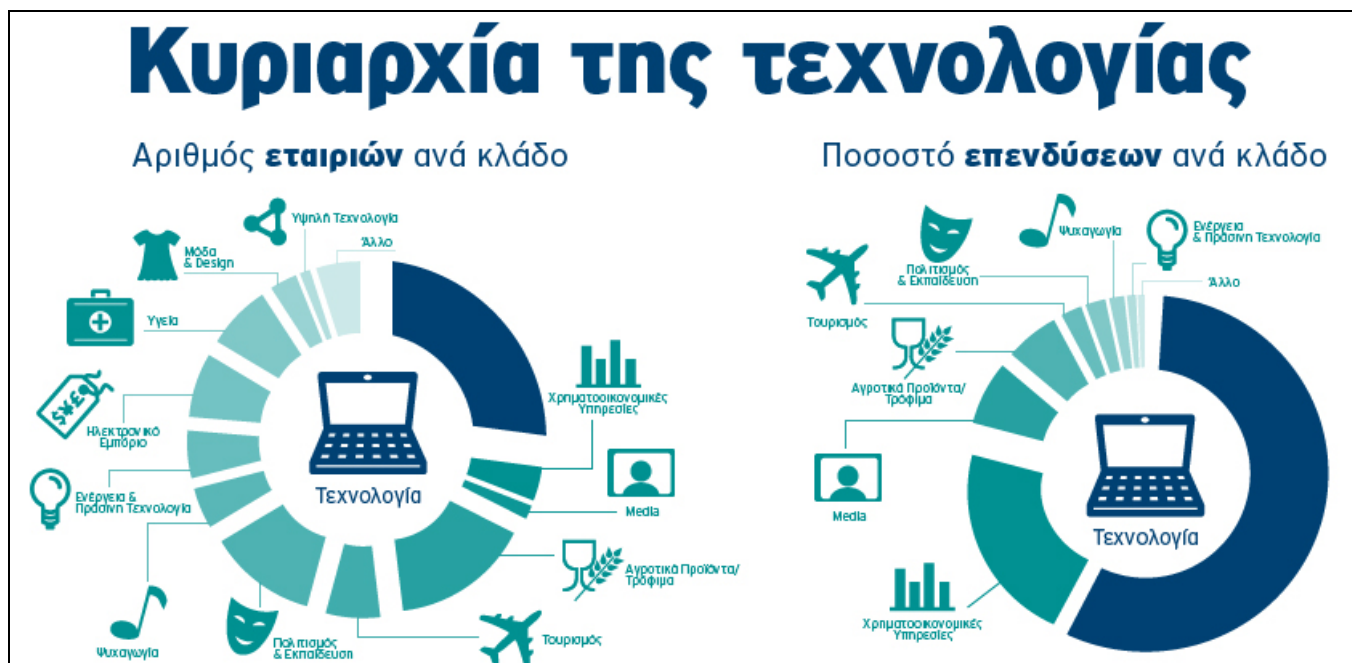 Κυριαρχία της τεχνολογίας
Αριθμός εταιριών ανά κλάδο
Υψηλή Τεχνολογία
Άλλο
Μόδα
& Design
Υγεία
$¥£
Ηλεκτρονικό
Εμπόριο
Ενέργεια &
Πράσινη Τεχνολογία
Ψυχαγωγία
Πολιτισμός
& Εκπαίδευση
Τουρισμός
Αγροτικά Προϊόντα/
Τρόφιμα
Media
Χρηματοοικονομικές
Υπηρεσίες
Τεχνολογία
Ποσοστό επενδύσεων ανά κλάδο
Ψυχαγωγία
Ενέργεια
& Πράσινη Τεχνολογία
Πολιτισμός
& Εκπαίδευση
Άλλο
Τουρισμός
Αγροτικά Προϊόντα/
Τρόφιμα
Media
Χρηματοοικονομικές
Υπηρεσίες
Τεχνολογία